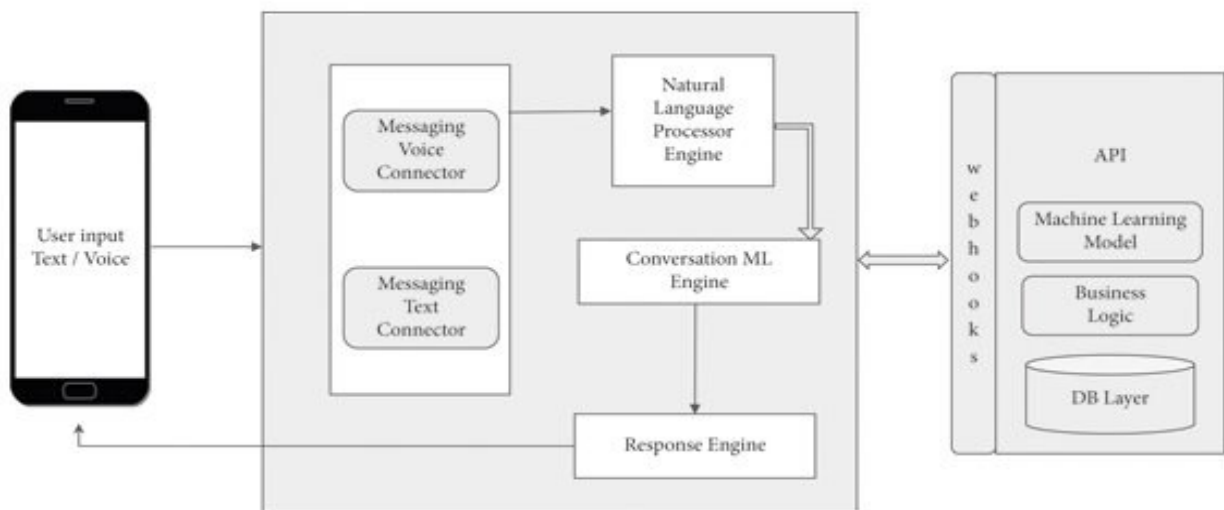 User input
Text / Voice
Messaging
Voice
Connector
Messaging
Text
Connector
Natural
Language
Processor
Engine
Conversation ML
Engine
Response Engine
webhooks
API
Machine Learning
Model
Business
Logic
DB Layer